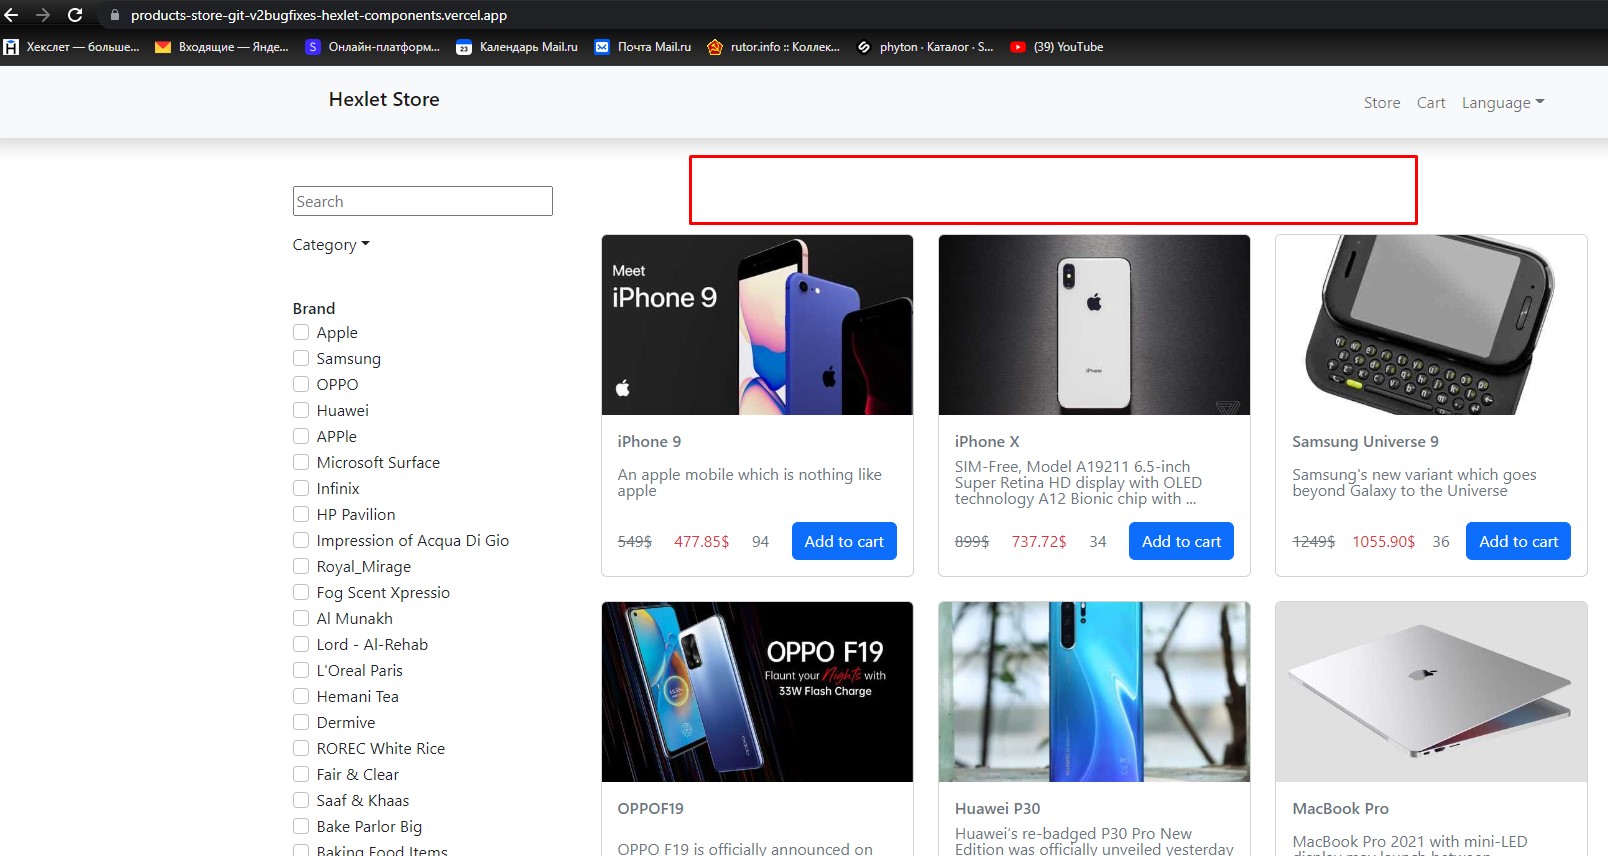 products-store-git-v2bugfixes-hexlet-components.vercel.app
Хекслет — больше... Входящие — Янде... Онлайн-платформ... Календарь Mail.ru Почта Mail.ru rutor.info :: Коллек... phyton · Каталог · S... (39) YouTube
Hexlet Store
Store Cart Language
Search
Category
Brand
Apple
Samsung
OPPO
Huawei
APPle
Microsoft Surface
Infinix
HP Pavilion
Impression of Acqua Di Gio
Royal_Mirage
Fog Scent Xpressio
Al Munakh
Lord - Al-Rehab
L'Oreal Paris
Hemani Tea
Dermive
ROREC White Rice
Fair & Clear
Saaf & Khaas
Bake Parlor Big
Baking Food Items
Meet
iPhone 9
iPhone 9
An apple mobile which is nothing like
apple
549$ 477.85$ 94 Add to cart
iPhone
iPhone X
SIM-Free, Model A19211 6.5-inch
Super Retina HD display with OLED
technology A12 Bionic chip with ...
899$ 737.72$ 34 Add to cart
Samsung Universe 9
Samsung's new variant which goes
beyond Galaxy to the Universe
1249$ 1055.90$ 36 Add to cart
OPPO F19
Flaunt your Nights with
33W Flash Charge
OPPOF19
OPPO F19 is officially announced on
Huawei P30
Huawei's re-badged P30 Pro New
Edition was officially unveiled yesterday
MacBook Pro
MacBook Pro 2021 with mini-LED
display may launch between